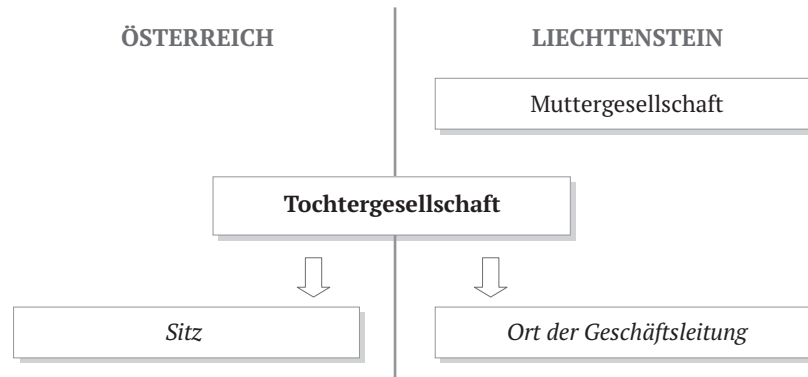 ÖSTERREICH
LIECHTENSTEIN
Muttergesellschaft
Tochtergesellschaft
Sitz
Ort der Geschäftsleitung